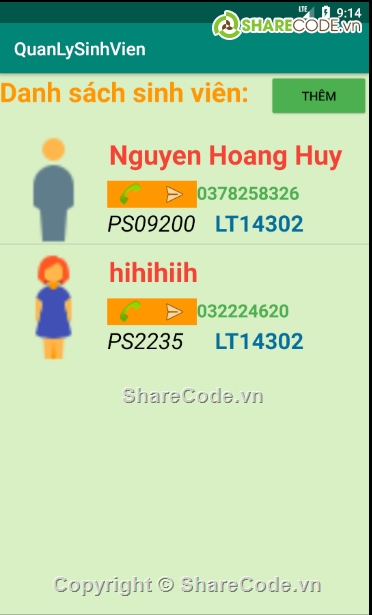 LTE 9:14
SHARECODE.vn
QuanLySinhVien
Danh sách sinh viên:
THÊM
Nguyen Hoang Huy
0378258326
PS09200 LT14302
hihihiih
032224620
PS2235 LT14302
ShareCode.vn
Copyright © ShareCode.vn